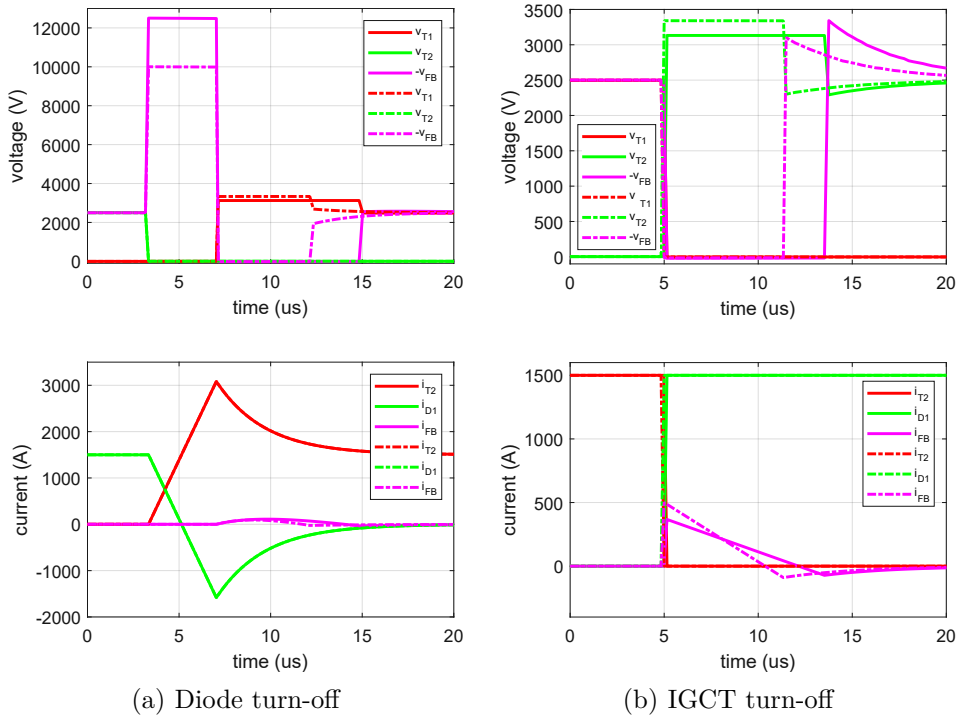 voltage (V)
14000
12000
10000
8000
6000
4000
2000
0
0
5
10
15
20
time (us)
v_T1
v_T2
-v_FB
v_T1
v_T2
-v_FB
voltage (V)
3500
3000
2500
2000
1500
1000
500
0
0
5
10
15
20
time (us)
v_T1
v_T2
-v_FB
v_T1
v_T2
-v_FB
current (A)
3000
2000
1000
0
-1000
-2000
0
5
10
15
20
time (us)
i_T2
i_D1
i_FB
i_T2
i_D1
i_FB
(a) Diode turn-off
current (A)
1500
1000
500
0
0
5
10
15
20
time (us)
i_T2
i_D1
i_FB
i_T2
i_D1
i_FB
(b) IGCT turn-off